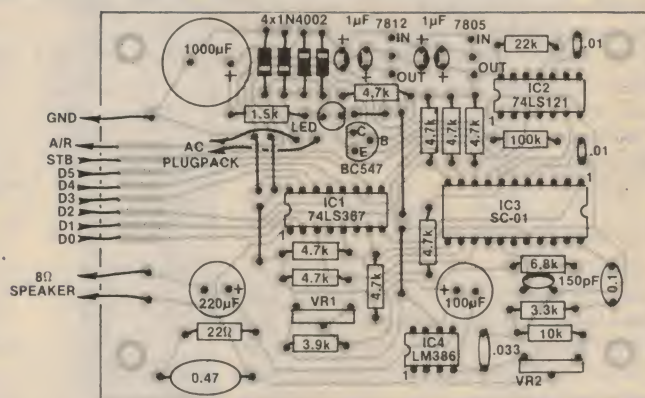 4x1N4002
1µF 7812
1µF 7805
1000µF
+
+
+
IN
OUT
IN
OUT
22k
.01
IC2
74LS121
1
4.7k
GND
1.5k
LED
A/R
STB
D5
D4
D3
D2
D1
D0
AC
PLUGPACK
C
B
E
BC547
4.7k
4.7k
4.7k
100k
.01
IC1
74LS367
1
IC3
SC-01
1
4.7k
4.7k
4.7k
4.7k
8Ω
SPEAKER
220µF
+
VR1
100µF
+
6.8k
150pF
0.1
3.3k
22Ω
3.9k
IC4
LM386
1
.033
10k
0.47
VR2